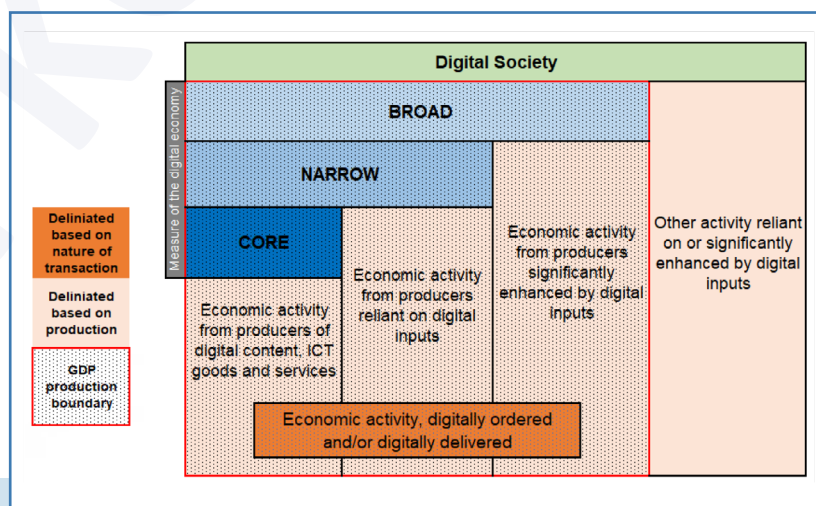 Digital Society
Measure of the digital economy
BROAD
NARROW
CORE
Deliniated
based on
nature of
transaction
Deliniated
based on
production
GDP
production
boundary
Economic activity
from producers of
digital content, ICT
goods and services
Economic activity
from producers
reliant on digital
inputs
Economic activity
from producers
significantly
enhanced by digital
inputs
Other activity reliant
on or significantly
enhanced by digital
inputs
Economic activity, digitally ordered
and/or digitally delivered